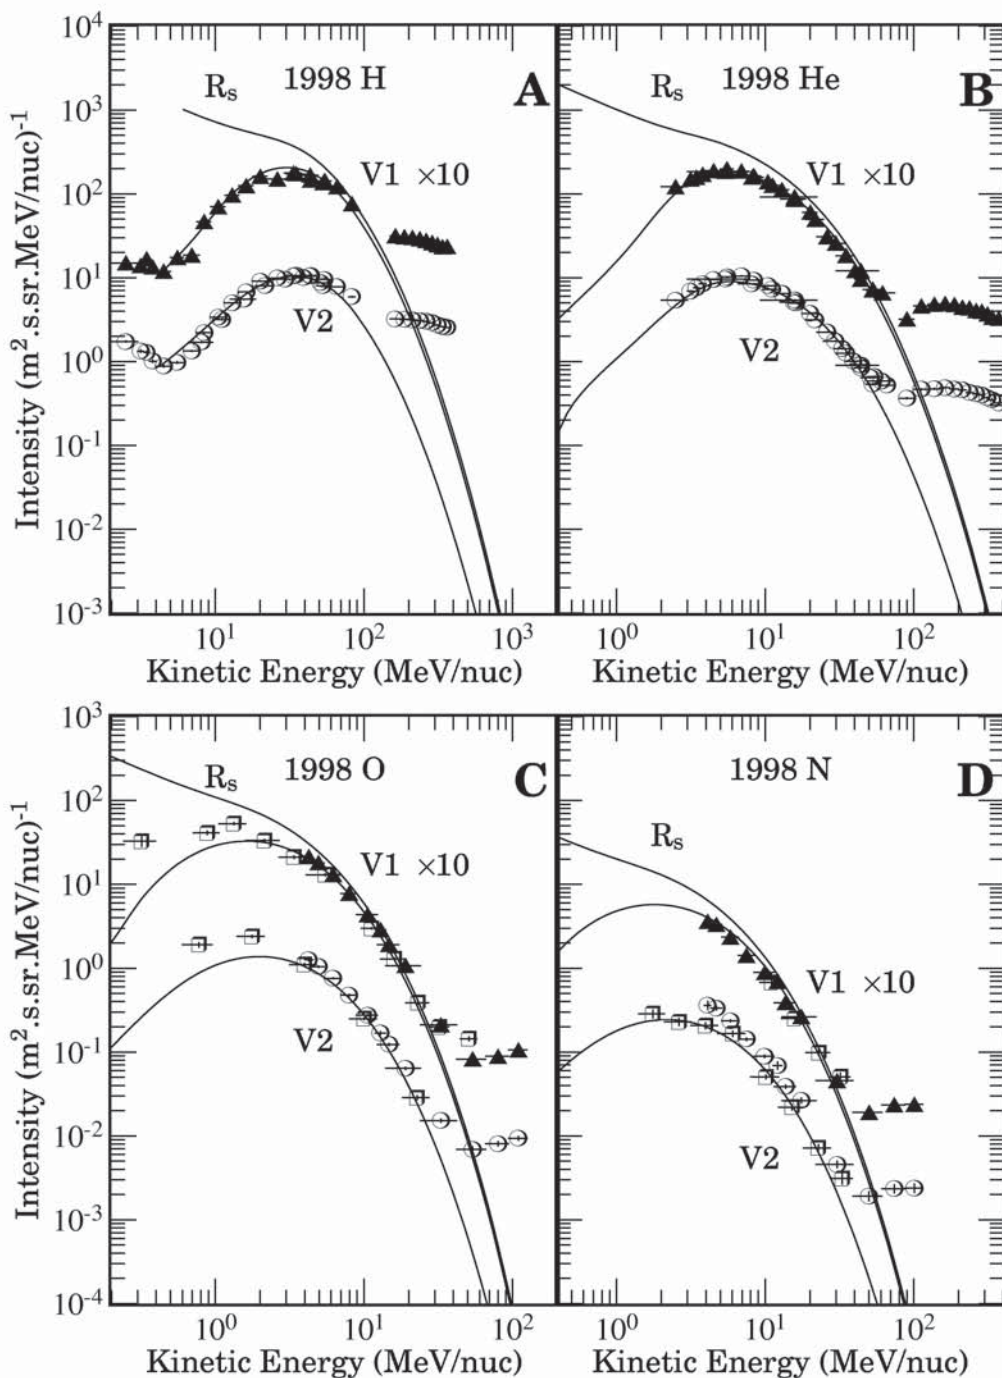 10⁴
10³
10²
10¹
10⁰
10⁻¹
10⁻²
10⁻³
Intensity (m².s.sr.MeV/nuc)⁻¹
Rₛ
1998 H
A
V1 ×10
V2
10¹
10²
10³
Kinetic Energy (MeV/nuc)
Rₛ
1998 He
B
V1 ×10
V2
10⁰
10¹
10²
Kinetic Energy (MeV/nuc)
10³
10²
10¹
10⁰
10⁻¹
10⁻²
10⁻³
10⁻⁴
Intensity (m².s.sr.MeV/nuc)⁻¹
Rₛ
1998 O
C
V1 ×10
V2
10⁰
10¹
10²
Kinetic Energy (MeV/nuc)
Rₛ
1998 N
D
V1 ×10
V2
10⁰
10¹
10²
Kinetic Energy (MeV/nuc)